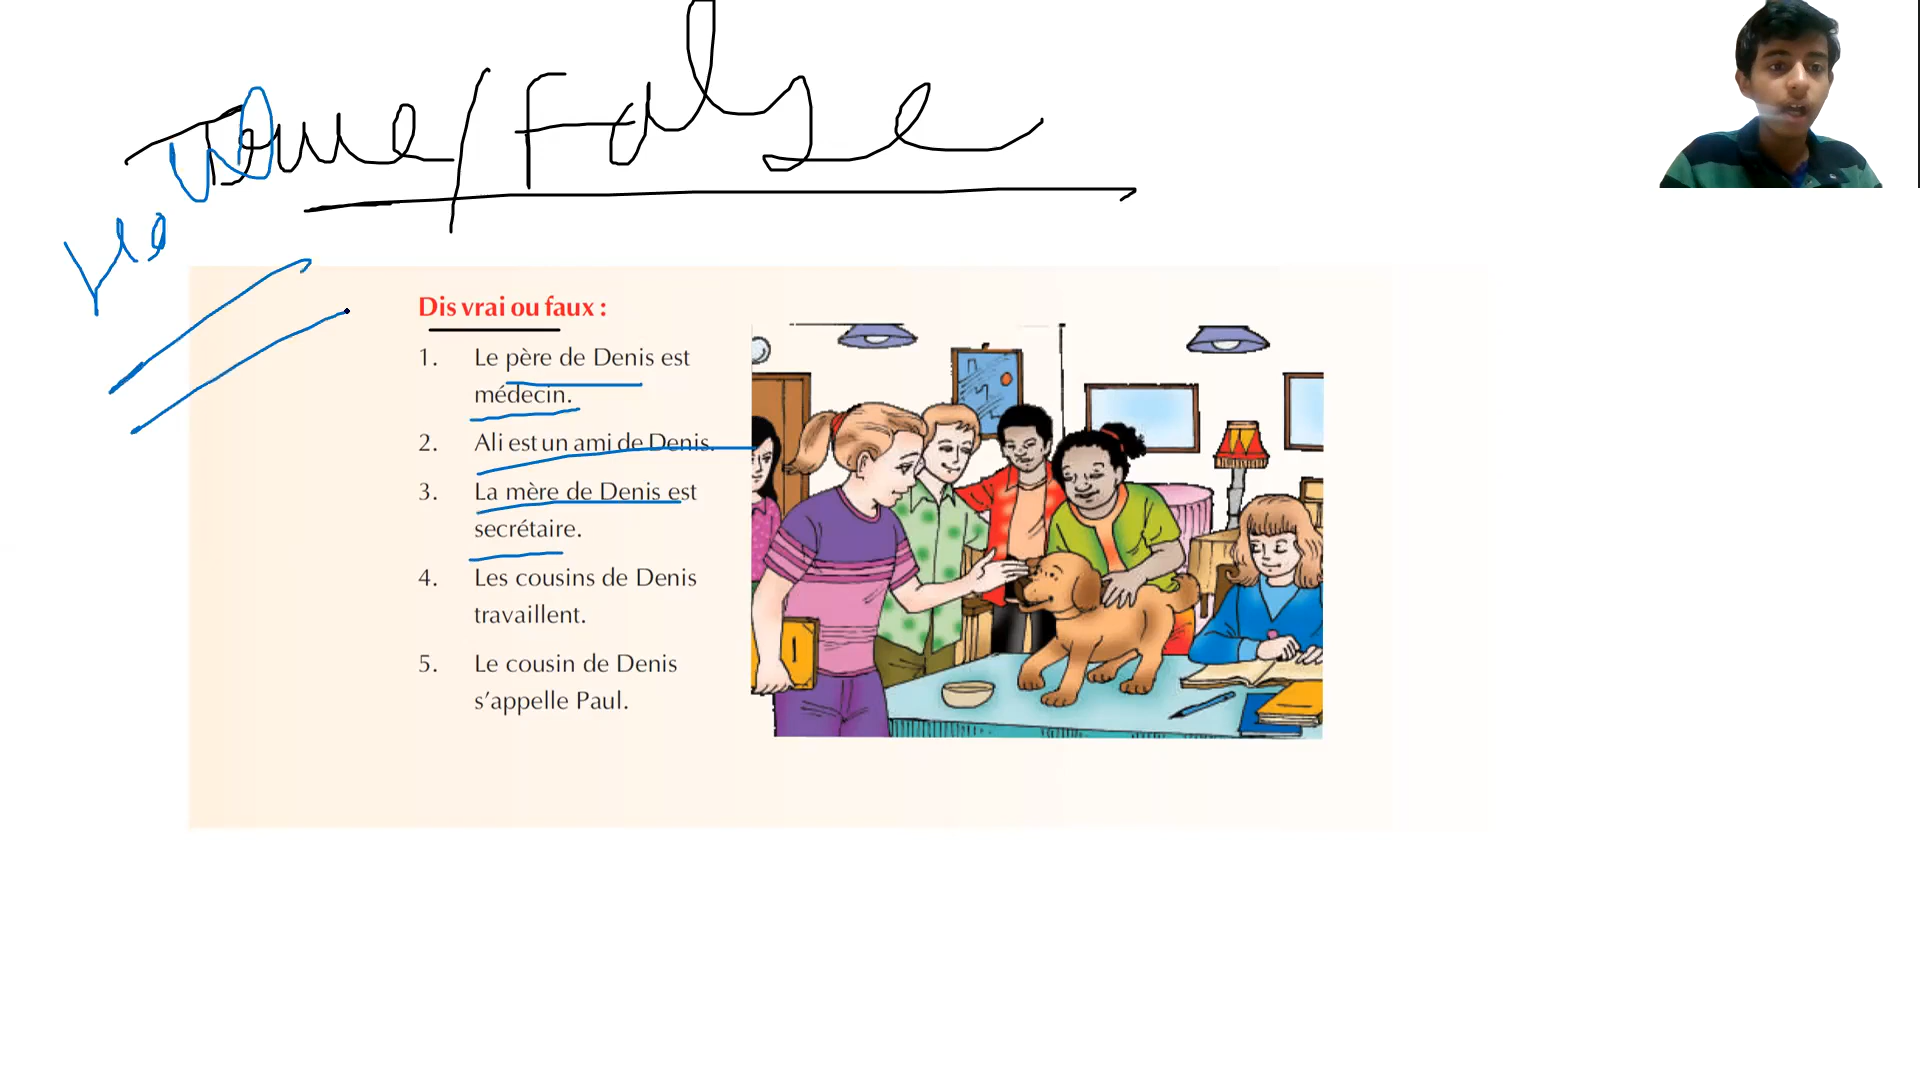 True/False
Dis vrai ou faux :
1. Le père de Denis est
médecin.
2. Ali est un ami de Denis.
3. La mère de Denis est
secrétaire.
4. Les cousins de Denis
travaillent.
5. Le cousin de Denis
s’appelle Paul.